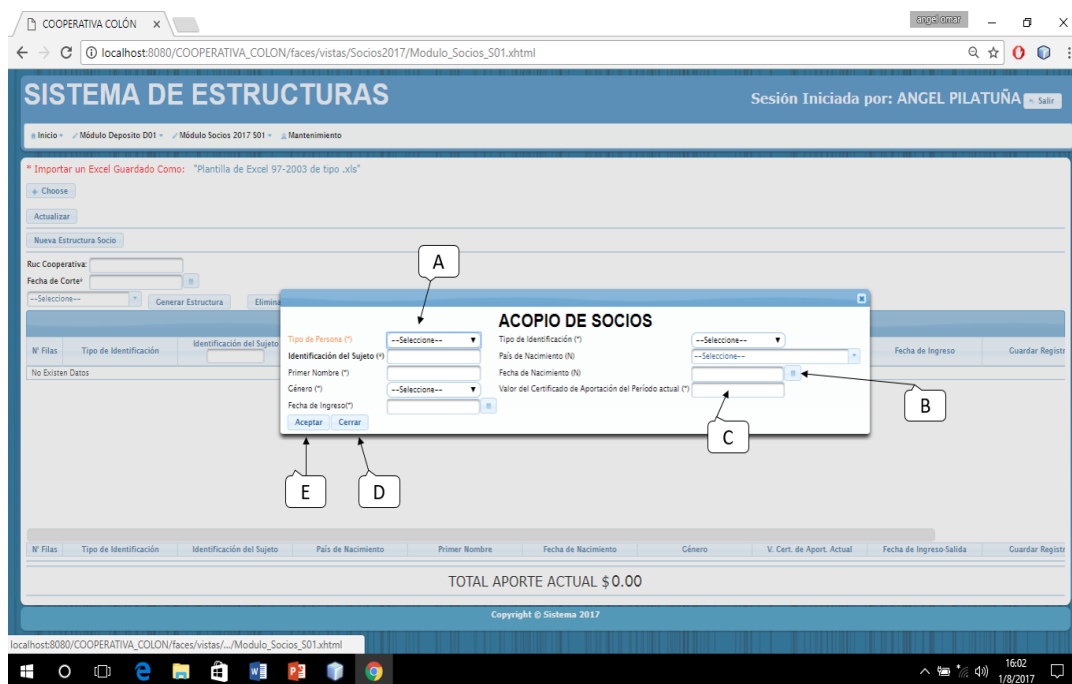 COOPERATIVA COLÓN
angel omar
localhost:8080/COOPERATIVA_COLON/faces/vistas/Socios2017/Modulo_Socios_S01.xhtml
SISTEMA DE ESTRUCTURAS
Sesión Iniciada por: ANGEL PILATUÑA Salir
Inicio Módulo Deposito D01 Módulo Socios 2017 S01 Mantenimiento
* Importar un Excel Guardado Como: "Plantilla de Excel 97-2003 de tipo .xls"
Choose
Actualizar
Nueva Estructura Socio
Ruc Cooperativa:
Fecha de Corte*
--Seleccione-- Generar Estructura Elimina
A
ACOPIO DE SOCIOS
Tipo de Persona (*) --Seleccione-- Tipo de Identificación (*) --Seleccione--
Identificación del Sujeto (*) País de Nacimiento (N) --Seleccione--
Primer Nombre (*) Fecha de Nacimiento (N)
Género (*) --Seleccione-- Valor del Certificado de Aportación del Período actual (*)
Fecha de Ingreso(*)
Aceptar Cerrar
N° Filas Tipo de Identificación Identificación del Sujeto Fecha de Ingreso Guardar Registr
No Existen Datos
B
C
E D
N° Filas Tipo de Identificación Identificación del Sujeto País de Nacimiento Primer Nombre Fecha de Nacimiento Género V. Cert. de Aport. Actual Fecha de Ingreso-Salida Guardar Registr
TOTAL APORTE ACTUAL $0.00
Copyright © Sistema 2017
localhost:8080/COOPERATIVA_COLON/faces/vistas/.../Modulo_Socios_S01.xhtml
16:02
1/8/2017